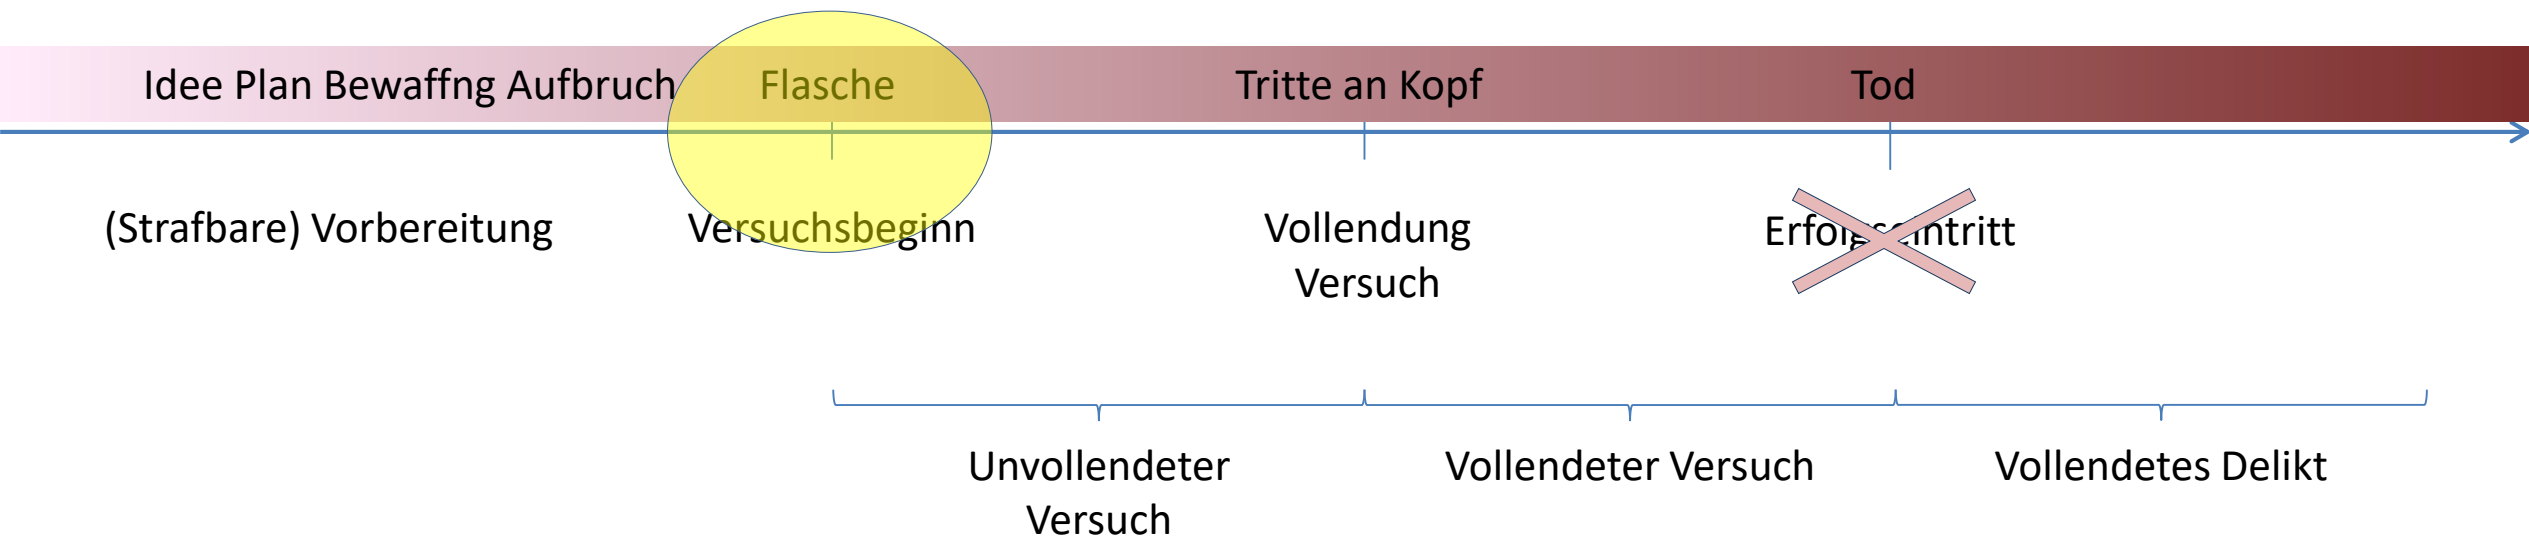 Idee Plan Bewaffng Aufbruch Flasche Tritte an Kopf Tod
(Strafbare) Vorbereitung Versuchsbeginn Vollendung Erfolgseintritt
Versuch
Unvollendeter Vollendeter Versuch Vollendetes Delikt
Versuch